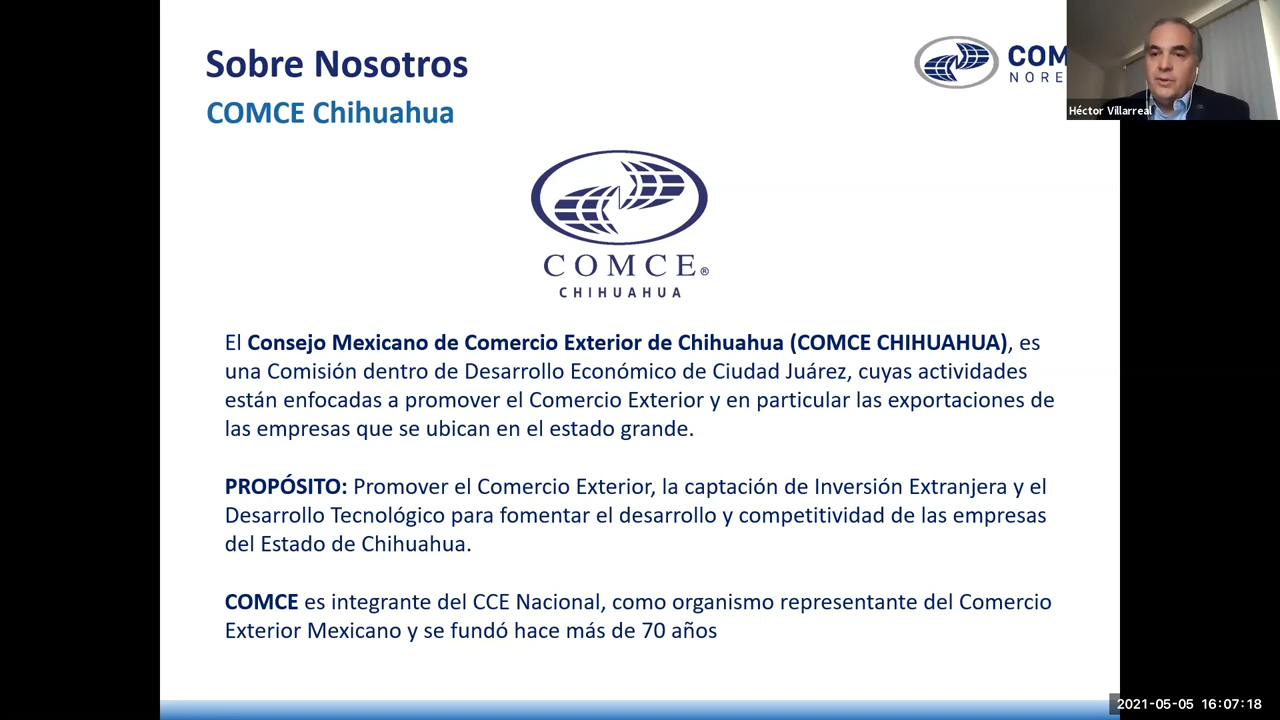 Sobre Nosotros
COMCE Chihuahua
COM
NORE
Héctor Villarreal
COMCE®
CHIHUAHUA
El Consejo Mexicano de Comercio Exterior de Chihuahua (COMCE CHIHUAHUA), es
una Comisión dentro de Desarrollo Económico de Ciudad Juárez, cuyas actividades
están enfocadas a promover el Comercio Exterior y en particular las exportaciones de
las empresas que se ubican en el estado grande.
PROPÓSITO: Promover el Comercio Exterior, la captación de Inversión Extranjera y el
Desarrollo Tecnológico para fomentar el desarrollo y competitividad de las empresas
del Estado de Chihuahua.
COMCE es integrante del CCE Nacional, como organismo representante del Comercio
Exterior Mexicano y se fundó hace más de 70 años
2021-05-05 16:07:18